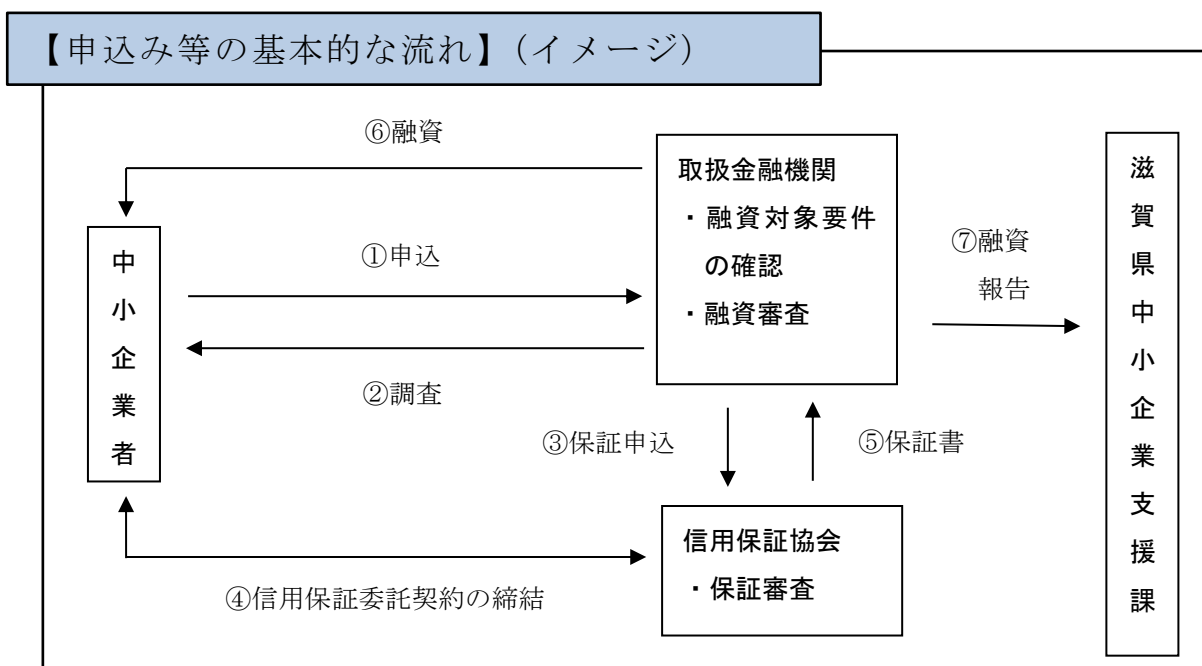 【申込み等の基本的な流れ】（イメージ）
⑥融資
取扱金融機関
・融資対象要件
の確認
・融資審査
滋賀県中小企業支援課
中小企業者
①申込
⑦融資
報告
②調査
③保証申込
⑤保証書
信用保証協会
・保証審査
④信用保証委託契約の締結